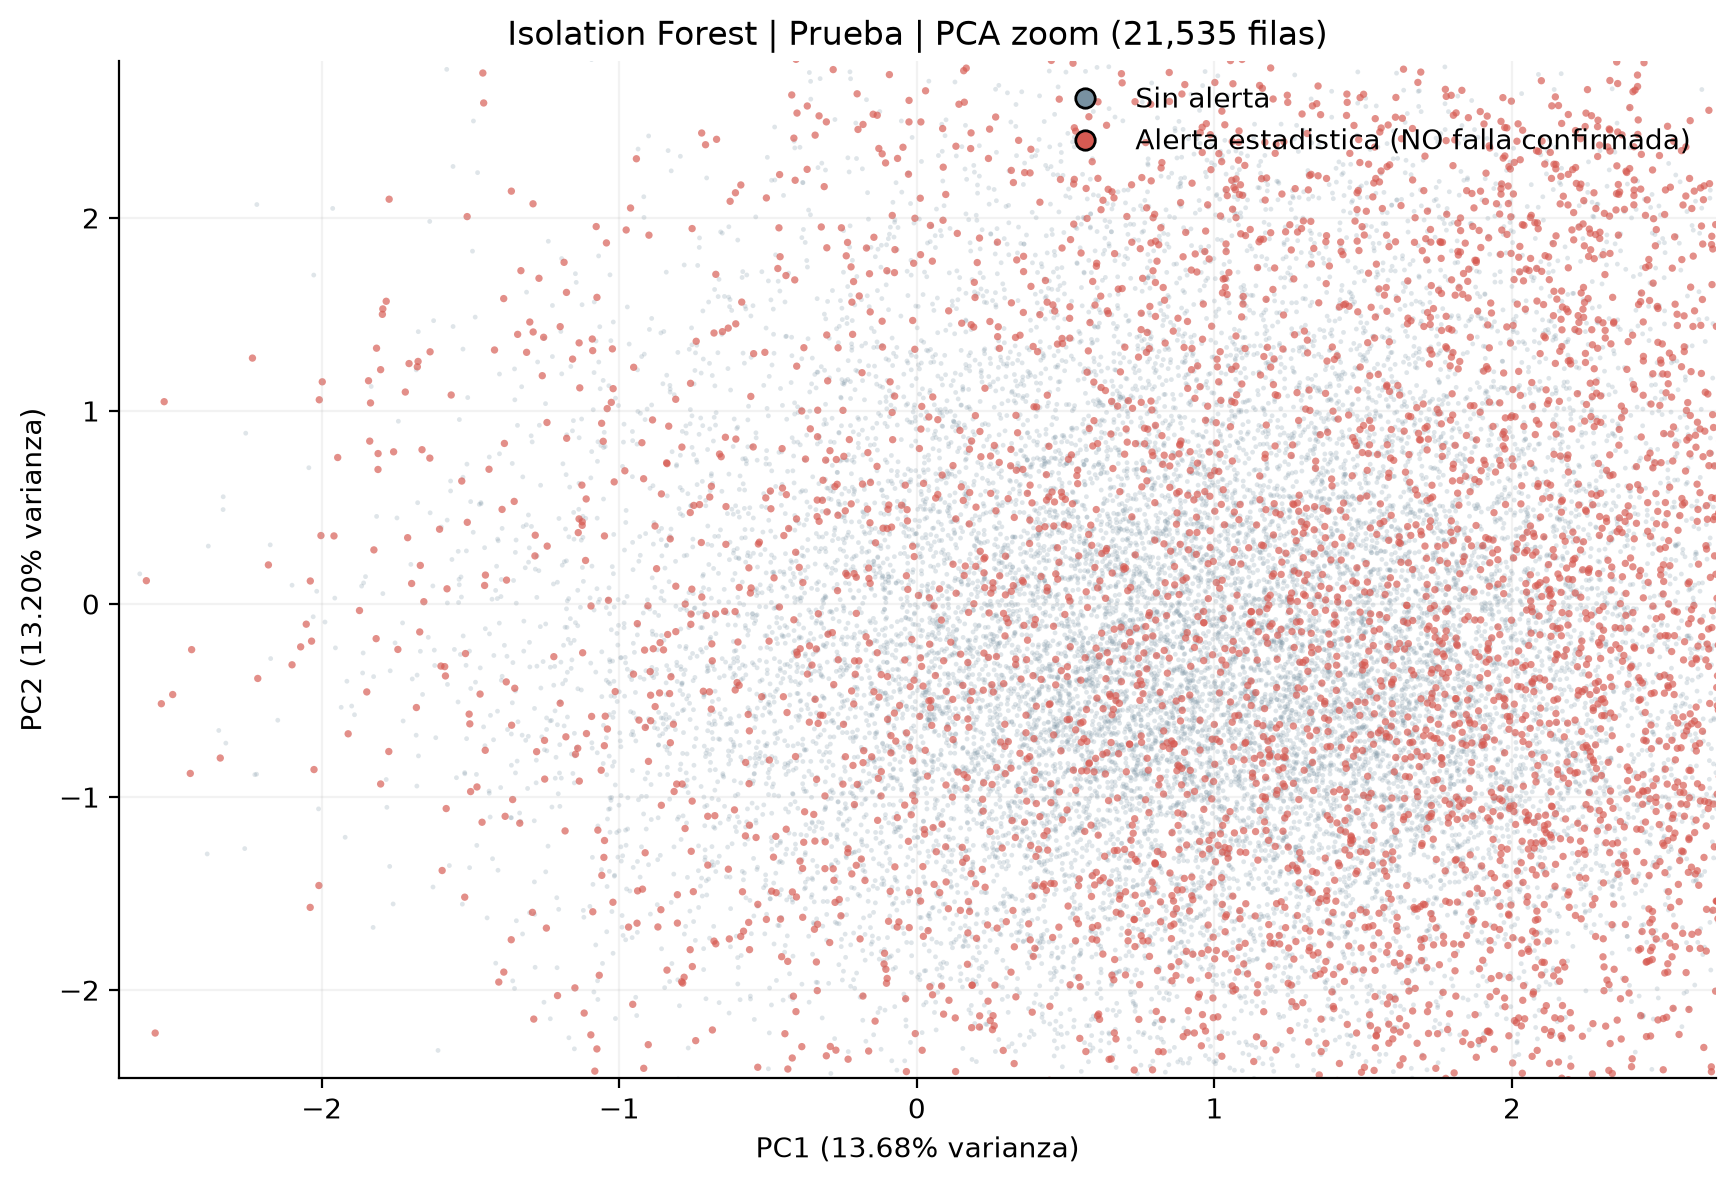 Isolation Forest | Prueba | PCA zoom (21,535 filas)
Sin alerta
Alerta estadistica (NO falla confirmada)
PC2 (13.20% varianza)
2
1
0
−1
−2
−2
−1
0
1
2
PC1 (13.68% varianza)